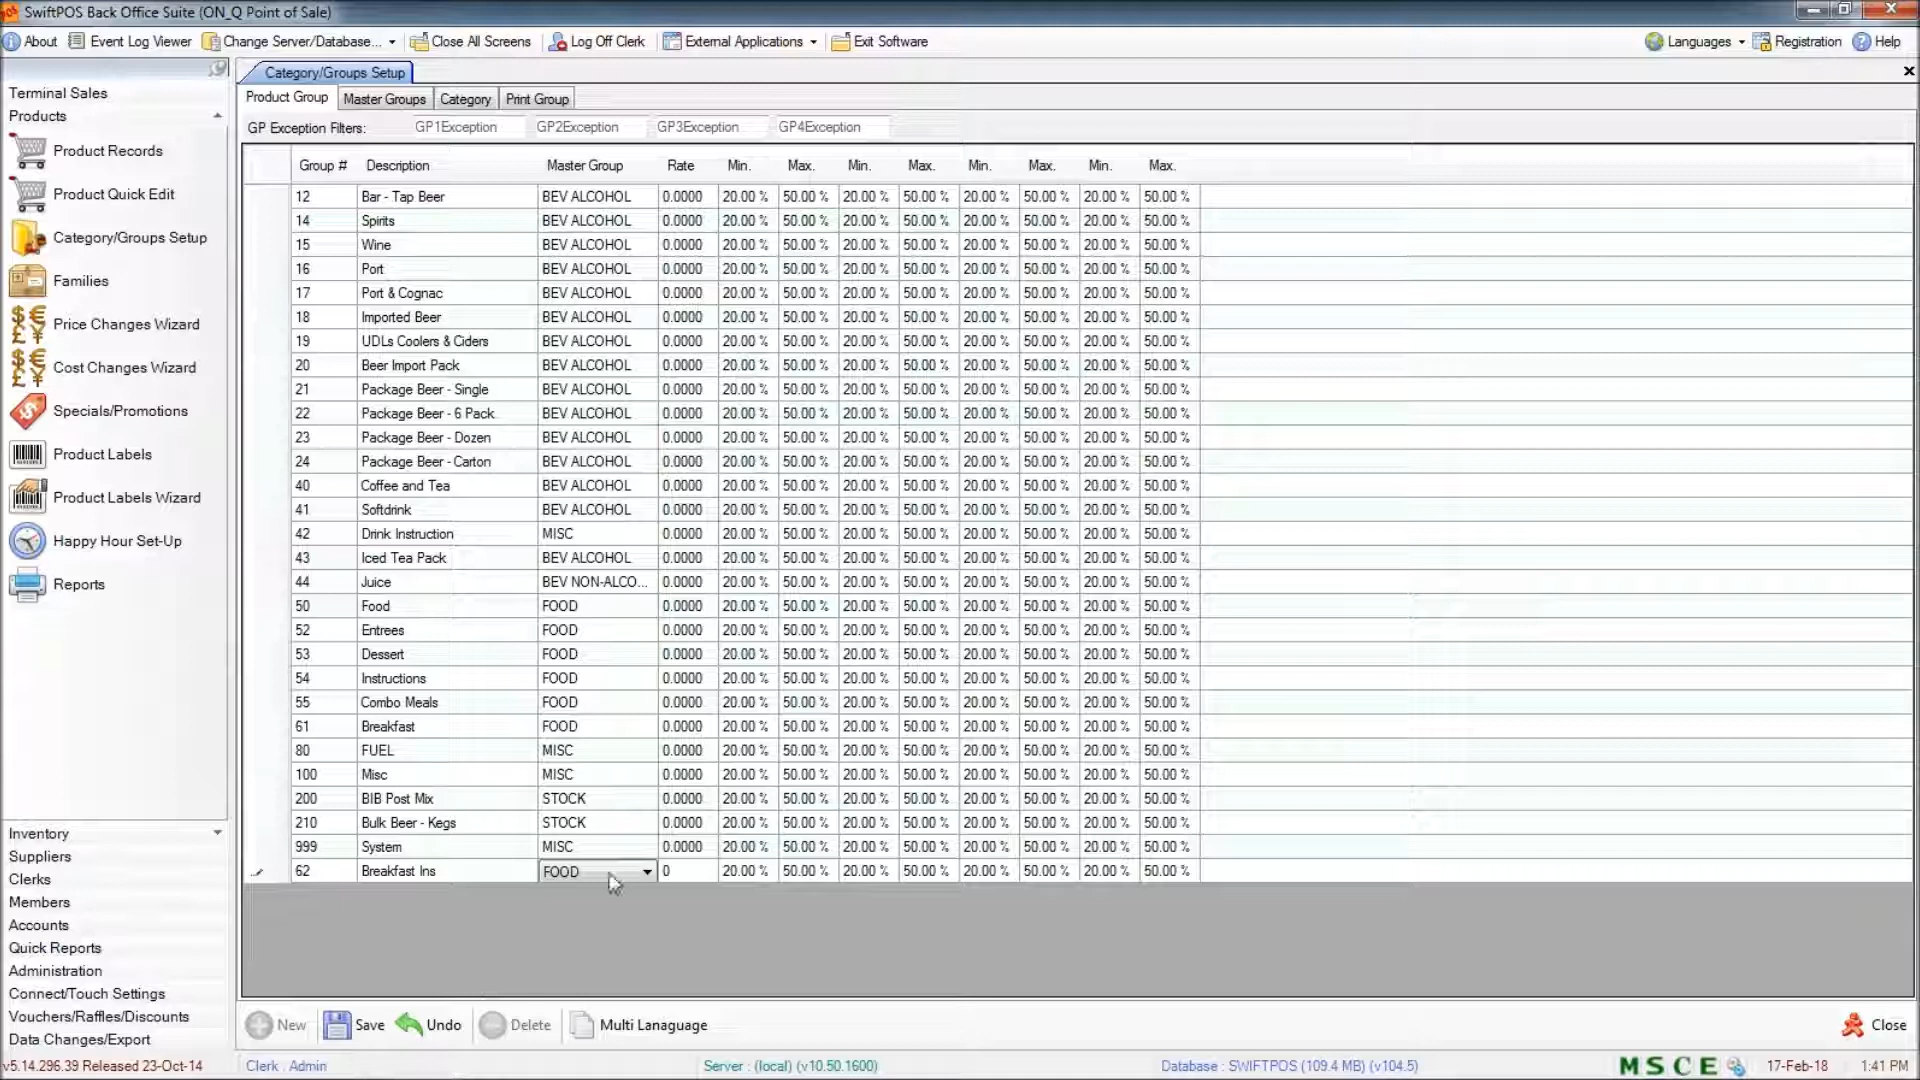 SwiftPOS Back Office Suite (ON_Q Point of Sale)
About Event Log Viewer Change Server/Database... Close All Screens Log Off Clerk External Applications Exit Software Languages Registration Help
Category/Groups Setup
Product Group Master Groups Category Print Group
GP Exception Filters: GP1Exception GP2Exception GP3Exception GP4Exception
Terminal Sales
Products
Product Records
Product Quick Edit
Category/Groups Setup
Families
Price Changes Wizard
Cost Changes Wizard
Specials/Promotions
Product Labels
Product Labels Wizard
Happy Hour Set-Up
Reports
Inventory
Suppliers
Clerks
Members
Accounts
Quick Reports
Administration
Connect/Touch Settings
Vouchers/Raffles/Discounts
Data Changes/Export
Group # Description Master Group Rate Min. Max. Min. Max. Min. Max. Min. Max.
12 Bar - Tap Beer BEV ALCOHOL 0.0000 20.00 % 50.00 % 20.00 % 50.00 % 20.00 % 50.00 % 20.00 % 50.00 %
14 Spirits BEV ALCOHOL 0.0000 20.00 % 50.00 % 20.00 % 50.00 % 20.00 % 50.00 % 20.00 % 50.00 %
15 Wine BEV ALCOHOL 0.0000 20.00 % 50.00 % 20.00 % 50.00 % 20.00 % 50.00 % 20.00 % 50.00 %
16 Port BEV ALCOHOL 0.0000 20.00 % 50.00 % 20.00 % 50.00 % 20.00 % 50.00 % 20.00 % 50.00 %
17 Port & Cognac BEV ALCOHOL 0.0000 20.00 % 50.00 % 20.00 % 50.00 % 20.00 % 50.00 % 20.00 % 50.00 %
18 Imported Beer BEV ALCOHOL 0.0000 20.00 % 50.00 % 20.00 % 50.00 % 20.00 % 50.00 % 20.00 % 50.00 %
19 UDLs Coolers & Ciders BEV ALCOHOL 0.0000 20.00 % 50.00 % 20.00 % 50.00 % 20.00 % 50.00 % 20.00 % 50.00 %
20 Beer Import Pack BEV ALCOHOL 0.0000 20.00 % 50.00 % 20.00 % 50.00 % 20.00 % 50.00 % 20.00 % 50.00 %
21 Package Beer - Single BEV ALCOHOL 0.0000 20.00 % 50.00 % 20.00 % 50.00 % 20.00 % 50.00 % 20.00 % 50.00 %
22 Package Beer - 6 Pack BEV ALCOHOL 0.0000 20.00 % 50.00 % 20.00 % 50.00 % 20.00 % 50.00 % 20.00 % 50.00 %
23 Package Beer - Dozen BEV ALCOHOL 0.0000 20.00 % 50.00 % 20.00 % 50.00 % 20.00 % 50.00 % 20.00 % 50.00 %
24 Package Beer - Carton BEV ALCOHOL 0.0000 20.00 % 50.00 % 20.00 % 50.00 % 20.00 % 50.00 % 20.00 % 50.00 %
40 Coffee and Tea BEV ALCOHOL 0.0000 20.00 % 50.00 % 20.00 % 50.00 % 20.00 % 50.00 % 20.00 % 50.00 %
41 Softdrink BEV ALCOHOL 0.0000 20.00 % 50.00 % 20.00 % 50.00 % 20.00 % 50.00 % 20.00 % 50.00 %
42 Drink Instruction MISC 0.0000 20.00 % 50.00 % 20.00 % 50.00 % 20.00 % 50.00 % 20.00 % 50.00 %
43 Iced Tea Pack BEV ALCOHOL 0.0000 20.00 % 50.00 % 20.00 % 50.00 % 20.00 % 50.00 % 20.00 % 50.00 %
44 Juice BEV NON-ALCO... 0.0000 20.00 % 50.00 % 20.00 % 50.00 % 20.00 % 50.00 % 20.00 % 50.00 %
50 Food FOOD 0.0000 20.00 % 50.00 % 20.00 % 50.00 % 20.00 % 50.00 % 20.00 % 50.00 %
52 Entrees FOOD 0.0000 20.00 % 50.00 % 20.00 % 50.00 % 20.00 % 50.00 % 20.00 % 50.00 %
53 Dessert FOOD 0.0000 20.00 % 50.00 % 20.00 % 50.00 % 20.00 % 50.00 % 20.00 % 50.00 %
54 Instructions FOOD 0.0000 20.00 % 50.00 % 20.00 % 50.00 % 20.00 % 50.00 % 20.00 % 50.00 %
55 Combo Meals FOOD 0.0000 20.00 % 50.00 % 20.00 % 50.00 % 20.00 % 50.00 % 20.00 % 50.00 %
61 Breakfast FOOD 0.0000 20.00 % 50.00 % 20.00 % 50.00 % 20.00 % 50.00 % 20.00 % 50.00 %
80 FUEL MISC 0.0000 20.00 % 50.00 % 20.00 % 50.00 % 20.00 % 50.00 % 20.00 % 50.00 %
100 Misc MISC 0.0000 20.00 % 50.00 % 20.00 % 50.00 % 20.00 % 50.00 % 20.00 % 50.00 %
200 BIB Post Mix STOCK 0.0000 20.00 % 50.00 % 20.00 % 50.00 % 20.00 % 50.00 % 20.00 % 50.00 %
210 Bulk Beer - Kegs STOCK 0.0000 20.00 % 50.00 % 20.00 % 50.00 % 20.00 % 50.00 % 20.00 % 50.00 %
999 System MISC 0.0000 20.00 % 50.00 % 20.00 % 50.00 % 20.00 % 50.00 % 20.00 % 50.00 %
62 Breakfast Ins FOOD 0 20.00 % 50.00 % 20.00 % 50.00 % 20.00 % 50.00 % 20.00 % 50.00 %
New Save Undo Delete Multi Lanaguage Close
v5.14.296.39 Released 23-Oct-14 Clerk : Admin Server : (local) (v10.50.1600) Database : SWIFTPOS (109.4 MB) (v104.5) M S C E 17-Feb-18 1:41 PM